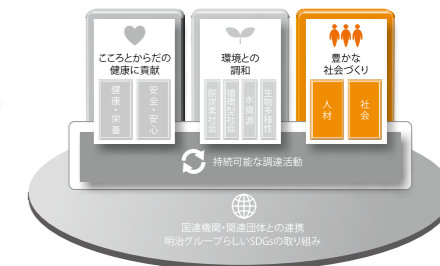 こころとからだの
健康に貢献
健康・栄養
安全・安心
環境との
調和
脱炭素社会
循環型社会
水資源
生物多様性
豊かな
社会づくり
人材
社会
持続可能な調達活動
国連機関・関連団体との連携
明治グループらしいSDGsの取り組み